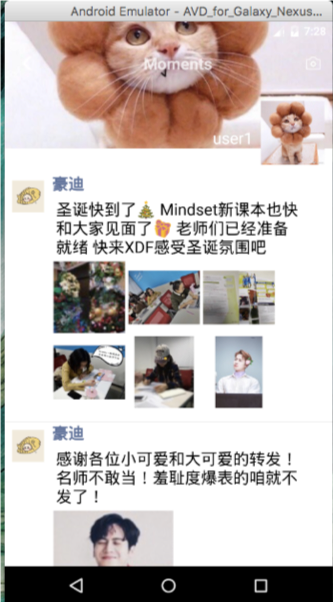 Android Emulator - AVD_for_Galaxy_Nexus...
7:28
Moments
user1
豪迪
圣诞快到了🎄 Mindset新课本也快
和大家见面了🎁 老师们已经准备
就绪 快来XDF感受圣诞氛围吧
豪迪
感谢各位小可爱和大可爱的转发！
名师不敢当！羞耻度爆表的咱就不
发了！